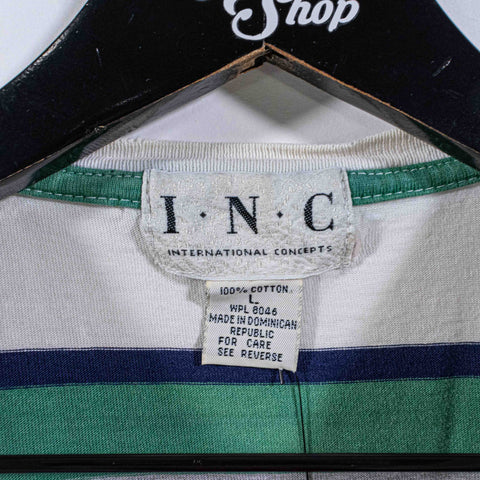 Shop
I · N · C
INTERNATIONAL CONCEPTS
100% COTTON
L
WPL 8046
MADE IN DOMINICAN
REPUBLIC
FOR CARE
SEE REVERSE